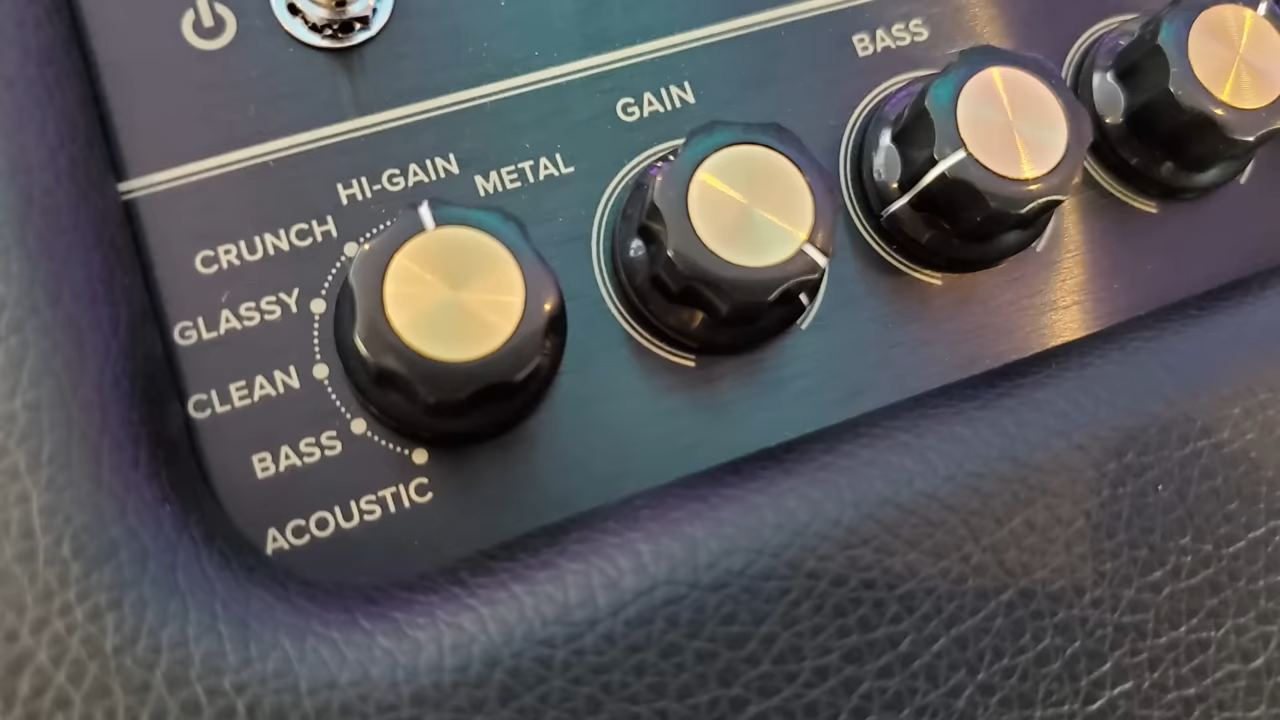 BASS
GAIN
HI-GAIN
METAL
CRUNCH
GLASSY
CLEAN
BASS
ACOUSTIC